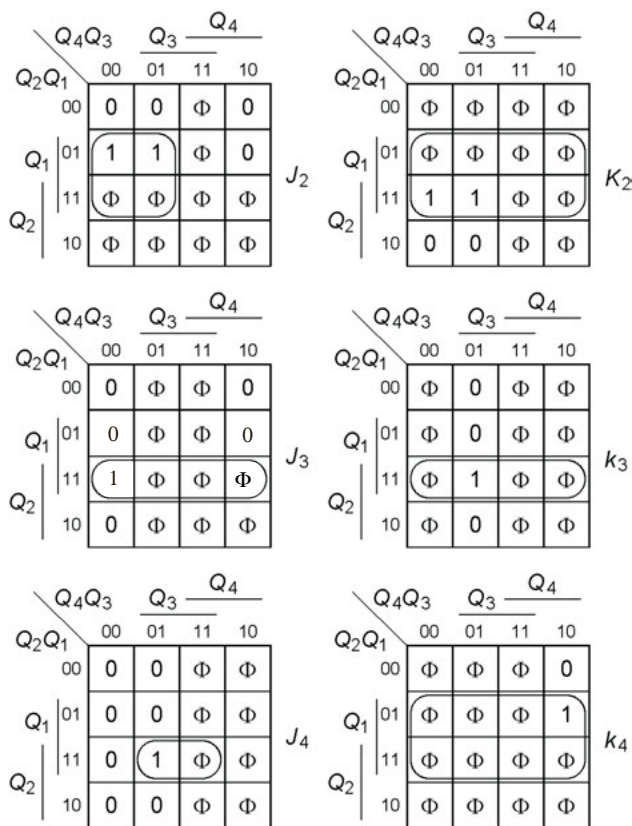 Q4 Q4
Q4Q3 Q3 Q4Q3 Q3
00 01 11 10 00 01 11 10
Q2Q1 Q2Q1
00 0 0 Φ 0 00 Φ Φ Φ Φ
Q1 01 1 1 Φ 0 J2 Q1 01 Φ Φ Φ Φ K2
Q2 11 Φ Φ Φ Φ Q2 11 1 1 Φ Φ
10 Φ Φ Φ Φ 10 0 0 Φ Φ
Q4 Q4
Q4Q3 Q3 Q4Q3 Q3
00 01 11 10 00 01 11 10
Q2Q1 Q2Q1
00 0 Φ Φ 0 00 Φ 0 Φ Φ
Q1 01 0 Φ Φ 0 J3 Q1 01 Φ 0 Φ Φ k3
Q2 11 1 Φ Φ Φ Q2 11 Φ 1 Φ Φ
10 0 Φ Φ Φ 10 Φ 0 Φ Φ
Q4 Q4
Q4Q3 Q3 Q4Q3 Q3
00 01 11 10 00 01 11 10
Q2Q1 Q2Q1
00 0 0 Φ Φ 00 Φ Φ Φ 0
Q1 01 0 0 Φ Φ J4 Q1 01 Φ Φ Φ 1 k4
Q2 11 0 1 Φ Φ Q2 11 Φ Φ Φ Φ
10 0 0 Φ Φ 10 Φ Φ Φ Φ